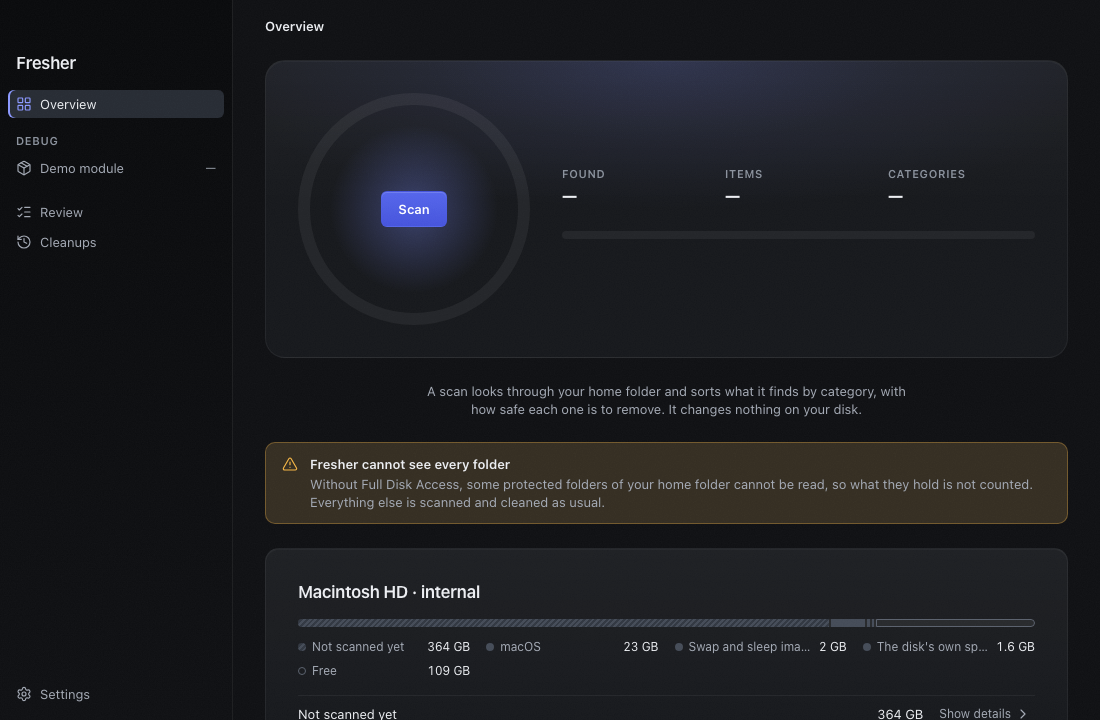 Overview
Fresher
Overview
DEBUG
Demo module —
Review
Cleanups
Settings
Scan
FOUND ITEMS CATEGORIES
— — —
A scan looks through your home folder and sorts what it finds by category, with
how safe each one is to remove. It changes nothing on your disk.
Fresher cannot see every folder
Without Full Disk Access, some protected folders of your home folder cannot be read, so what they hold is not counted.
Everything else is scanned and cleaned as usual.
Macintosh HD · internal
Not scanned yet 364 GB macOS 23 GB Swap and sleep ima... 2 GB The disk's own sp... 1.6 GB
Free 109 GB
Not scanned yet 364 GB Show details